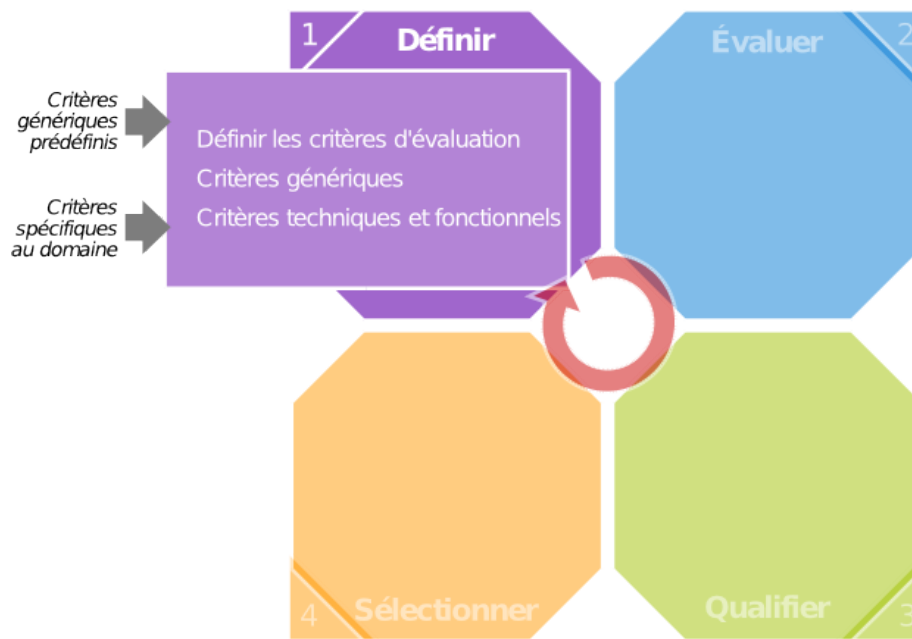 1
Définir
Évaluer
2
Critères
génériques
prédéfinis
Définir les critères d'évaluation
Critères génériques
Critères techniques et fonctionnels
Critères
spécifiques
au domaine
4
Sélectionner
Qualifier
3